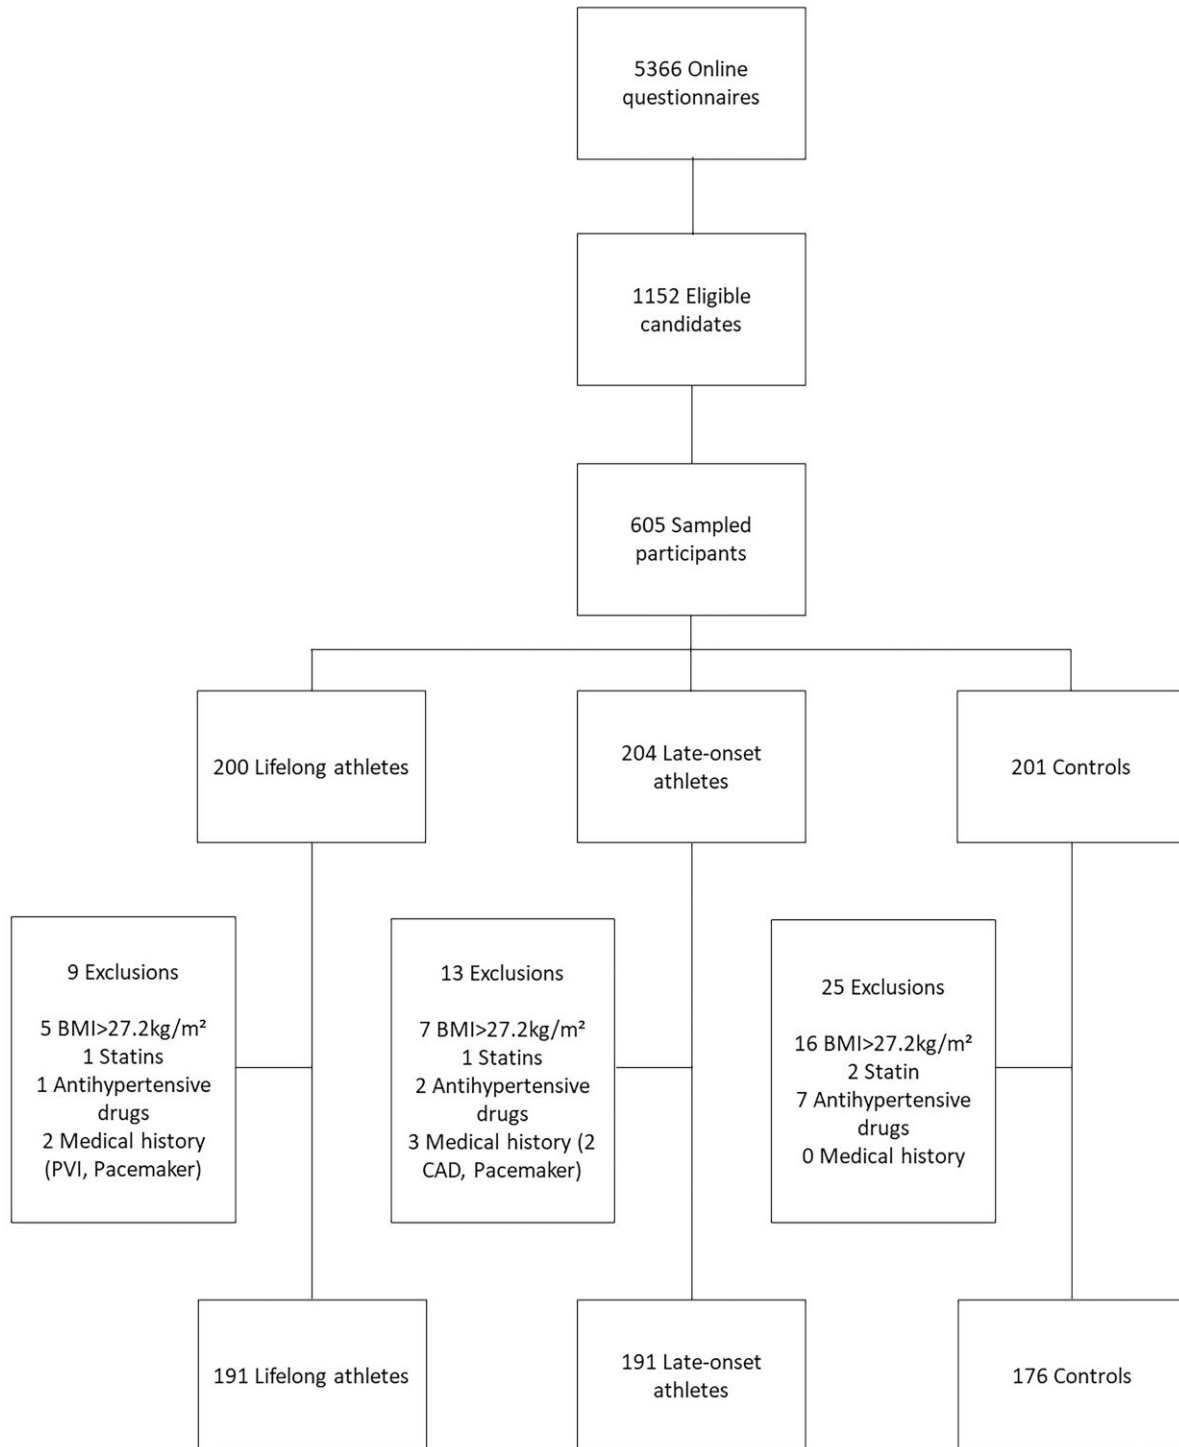 5366 Online
questionnaires
1152 Eligible
candidates
605 Sampled
participants
200 Lifelong athletes
204 Late-onset
athletes
201 Controls
9 Exclusions
5 BMI>27.2kg/m²
1 Statins
1 Antihypertensive
drugs
2 Medical history
(PVI, Pacemaker)
13 Exclusions
7 BMI>27.2kg/m²
1 Statins
2 Antihypertensive
drugs
3 Medical history (2
CAD, Pacemaker)
25 Exclusions
16 BMI>27.2kg/m²
2 Statin
7 Antihypertensive
drugs
0 Medical history
191 Lifelong athletes
191 Late-onset
athletes
176 Controls